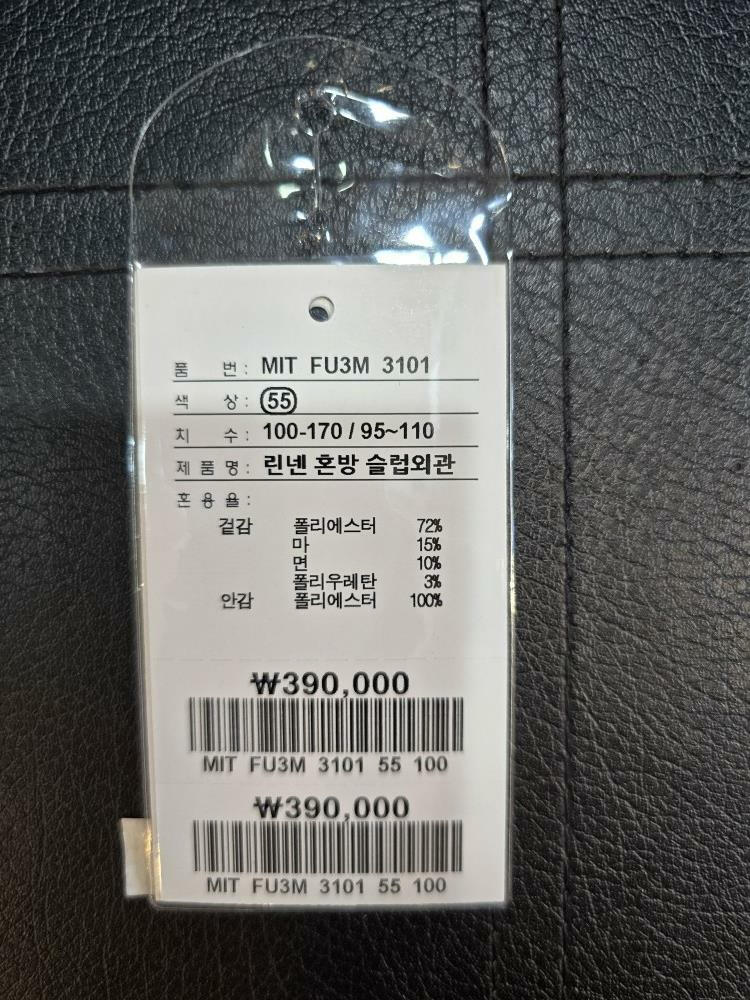 품 번 : MIT FU3M 3101
색 상 : 55
치 수 : 100-170 / 95~110
제 품 명 : 린넨 혼방 슬럽외관
혼 용 율 :
겉감 폴리에스터 72%
마 15%
면 10%
폴리우레탄 3%
안감 폴리에스터 100%
₩390,000
MIT FU3M 3101 55 100
₩390,000
MIT FU3M 3101 55 100